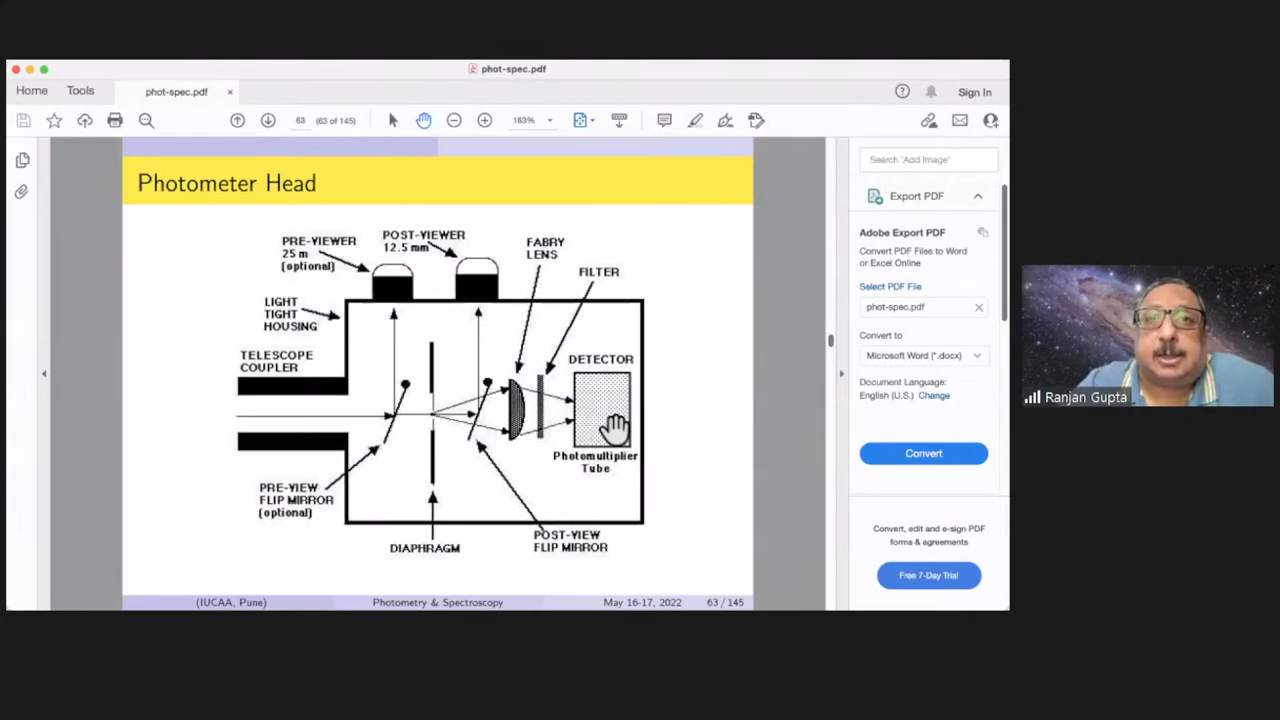 phot-spec.pdf
Home
Tools
phot-spec.pdf
×
Sign In
63
(63 of 145)
163%
Search 'Add Image'
Export PDF
Adobe Export PDF
Convert PDF Files to Word
or Excel Online
Select PDF File
phot-spec.pdf
Convert to
Microsoft Word (*.docx)
Document Language:
English (U.S.) Change
Convert
Convert, edit and e-sign PDF
forms & agreements
Free 7-Day Trial
Photometer Head
PRE-VIEWER
25 m
(optional)
POST-VIEWER
12.5 mm
FABRY
LENS
FILTER
LIGHT
TIGHT
HOUSING
TELESCOPE
COUPLER
DETECTOR
Photomultiplier
Tube
PRE-VIEW
FLIP MIRROR
(optional)
DIAPHRAGM
POST-VIEW
FLIP MIRROR
(IUCAA, Pune)
Photometry & Spectroscopy
May 16-17, 2022
63 / 145
Ranjan Gupta